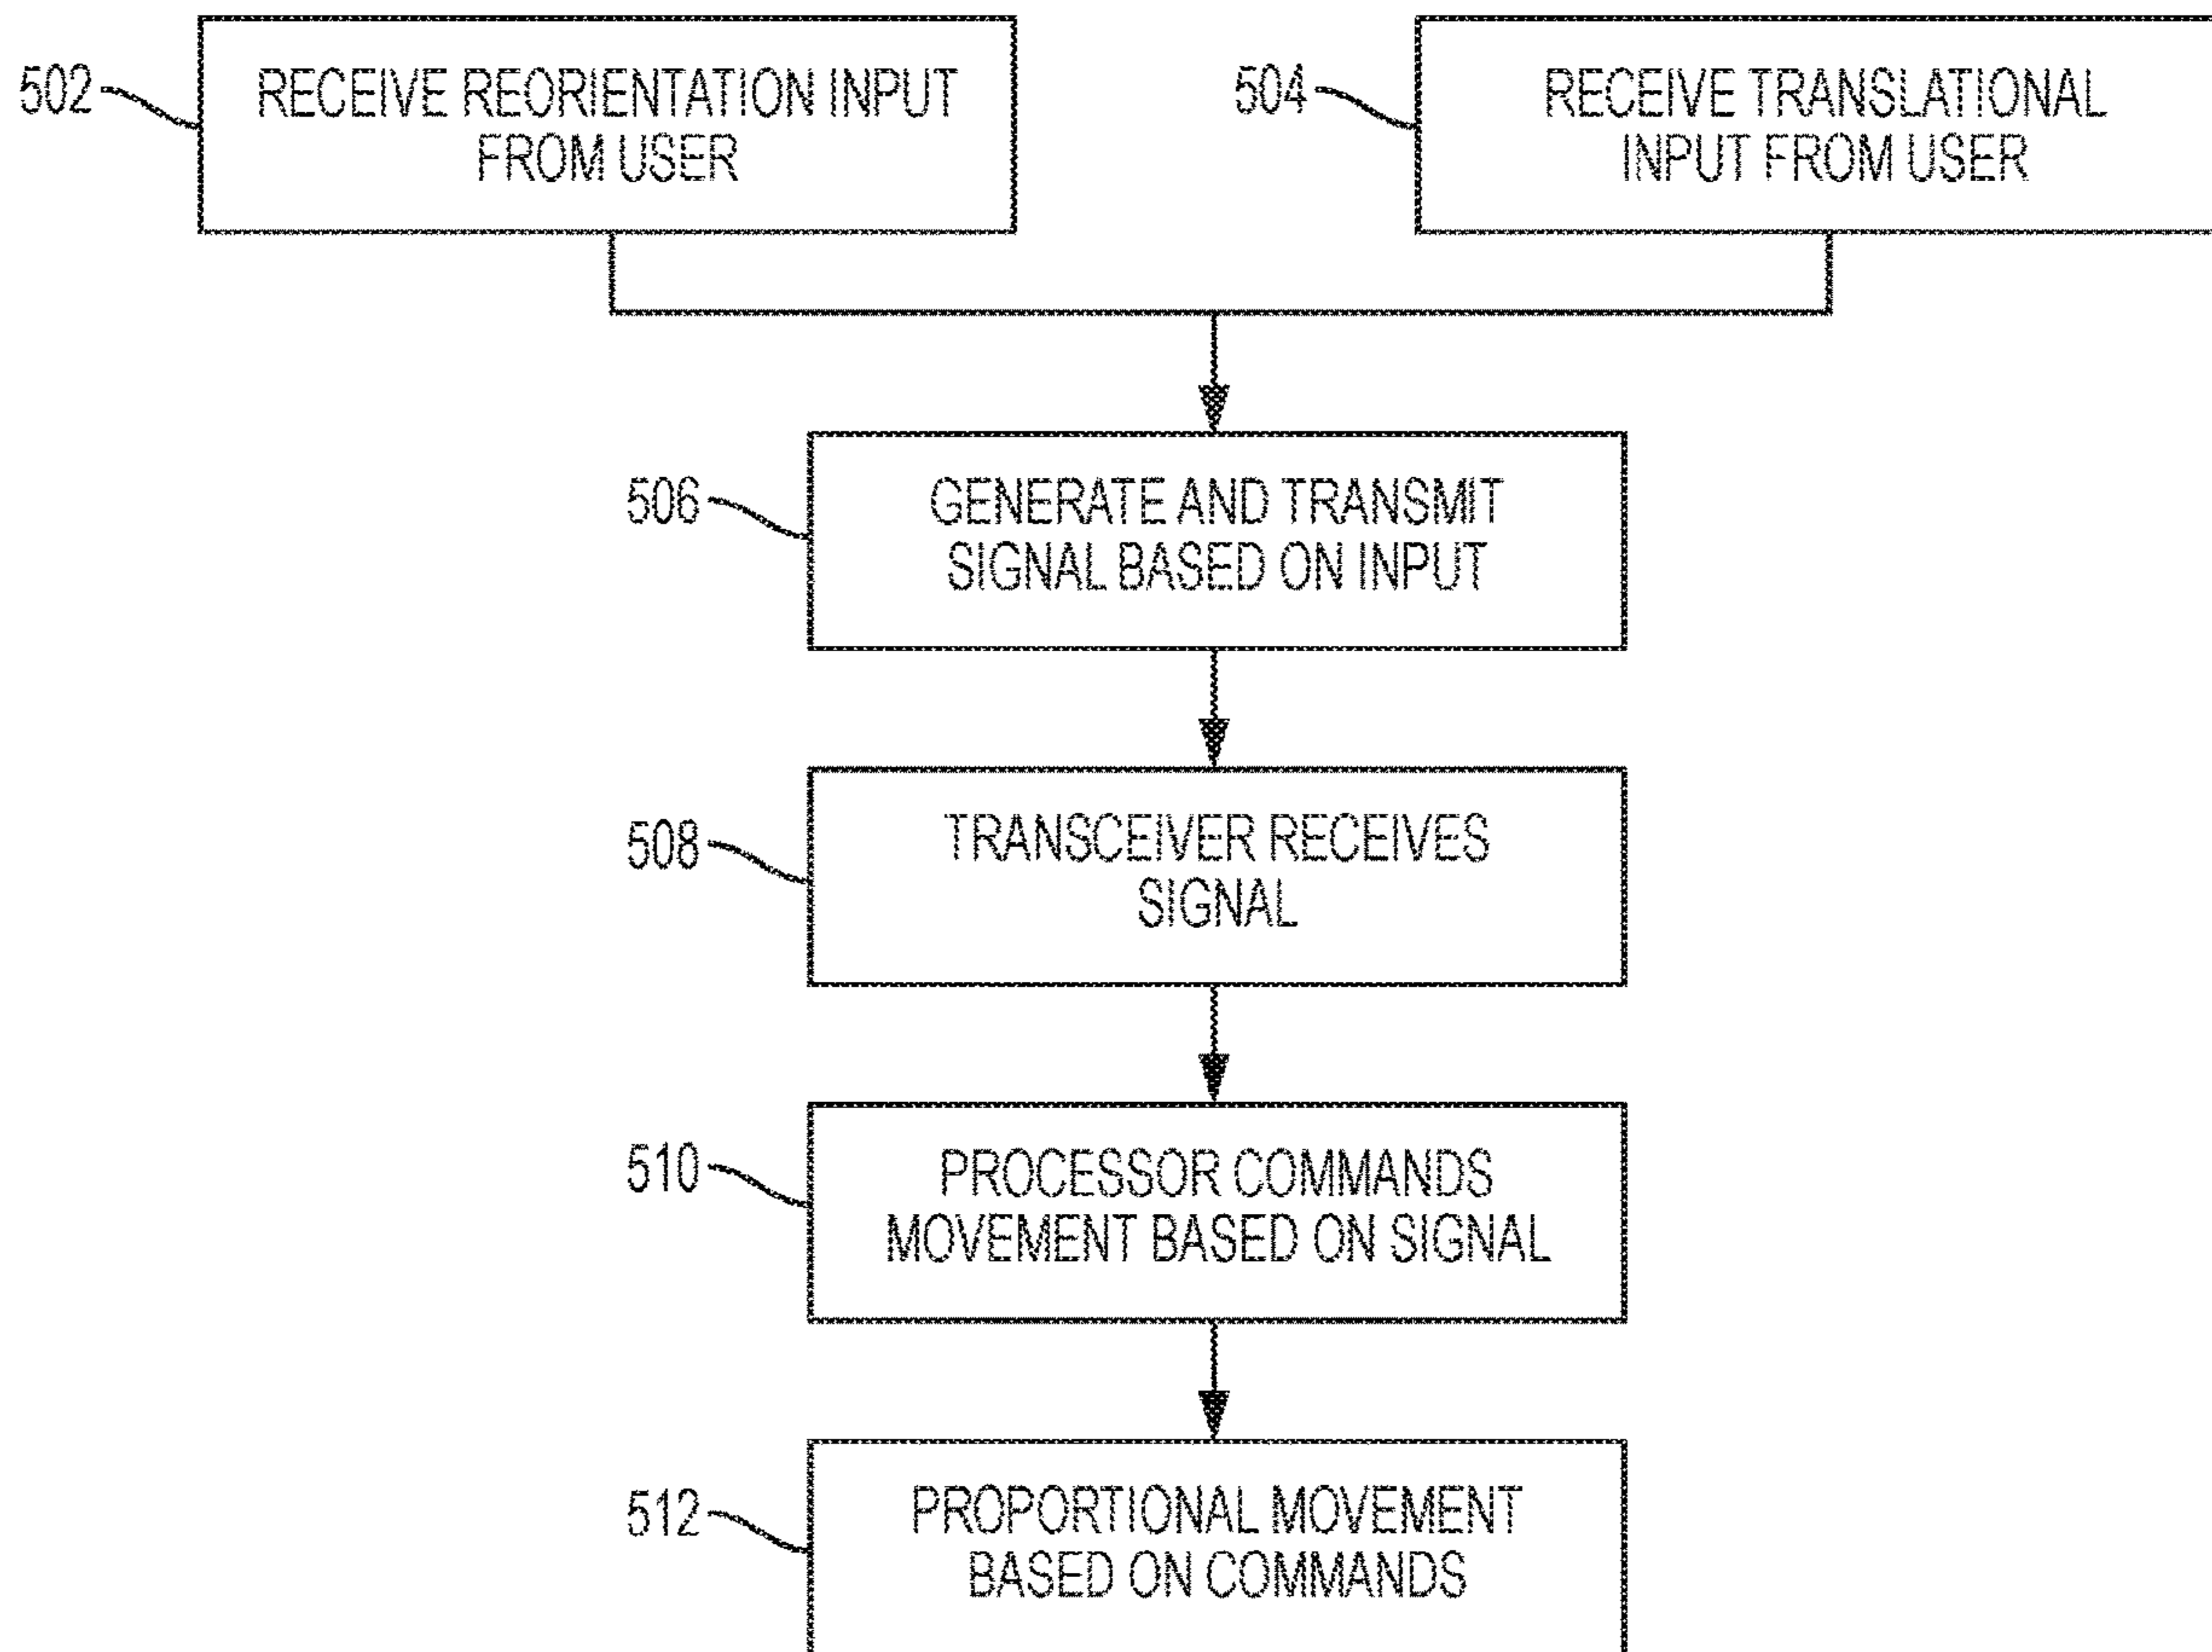 502
RECEIVE REORIENTATION INPUT
FROM USER
504
RECEIVE TRANSLATIONAL
INPUT FROM USER
506
GENERATE AND TRANSMIT
SIGNAL BASED ON INPUT
508
TRANSCEIVER RECEIVES
SIGNAL
510
PROCESSOR COMMANDS
MOVEMENT BASED ON SIGNAL
512
PROPORTIONAL MOVEMENT
BASED ON COMMANDS